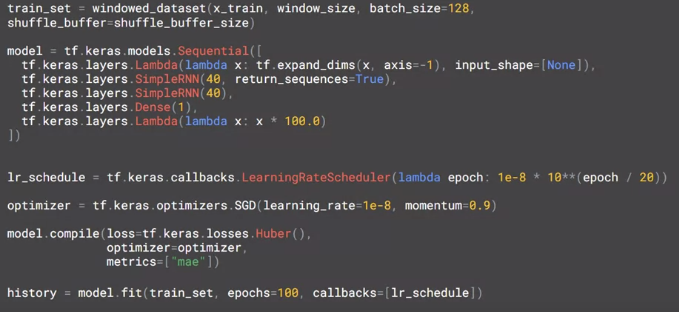 train_set = windowed_dataset(x_train, window_size, batch_size=128,
shuffle_buffer=shuffle_buffer_size)
model = tf.keras.models.Sequential([
  tf.keras.layers.Lambda(lambda x: tf.expand_dims(x, axis=-1), input_shape=[None]),
  tf.keras.layers.SimpleRNN(40, return_sequences=True),
  tf.keras.layers.SimpleRNN(40),
  tf.keras.layers.Dense(1),
  tf.keras.layers.Lambda(lambda x: x * 100.0)
])
lr_schedule = tf.keras.callbacks.LearningRateScheduler(lambda epoch: 1e-8 * 10**(epoch / 20))
optimizer = tf.keras.optimizers.SGD(learning_rate=1e-8, momentum=0.9)
model.compile(loss=tf.keras.losses.Huber(),
              optimizer=optimizer,
              metrics=["mae"])
history = model.fit(train_set, epochs=100, callbacks=[lr_schedule])